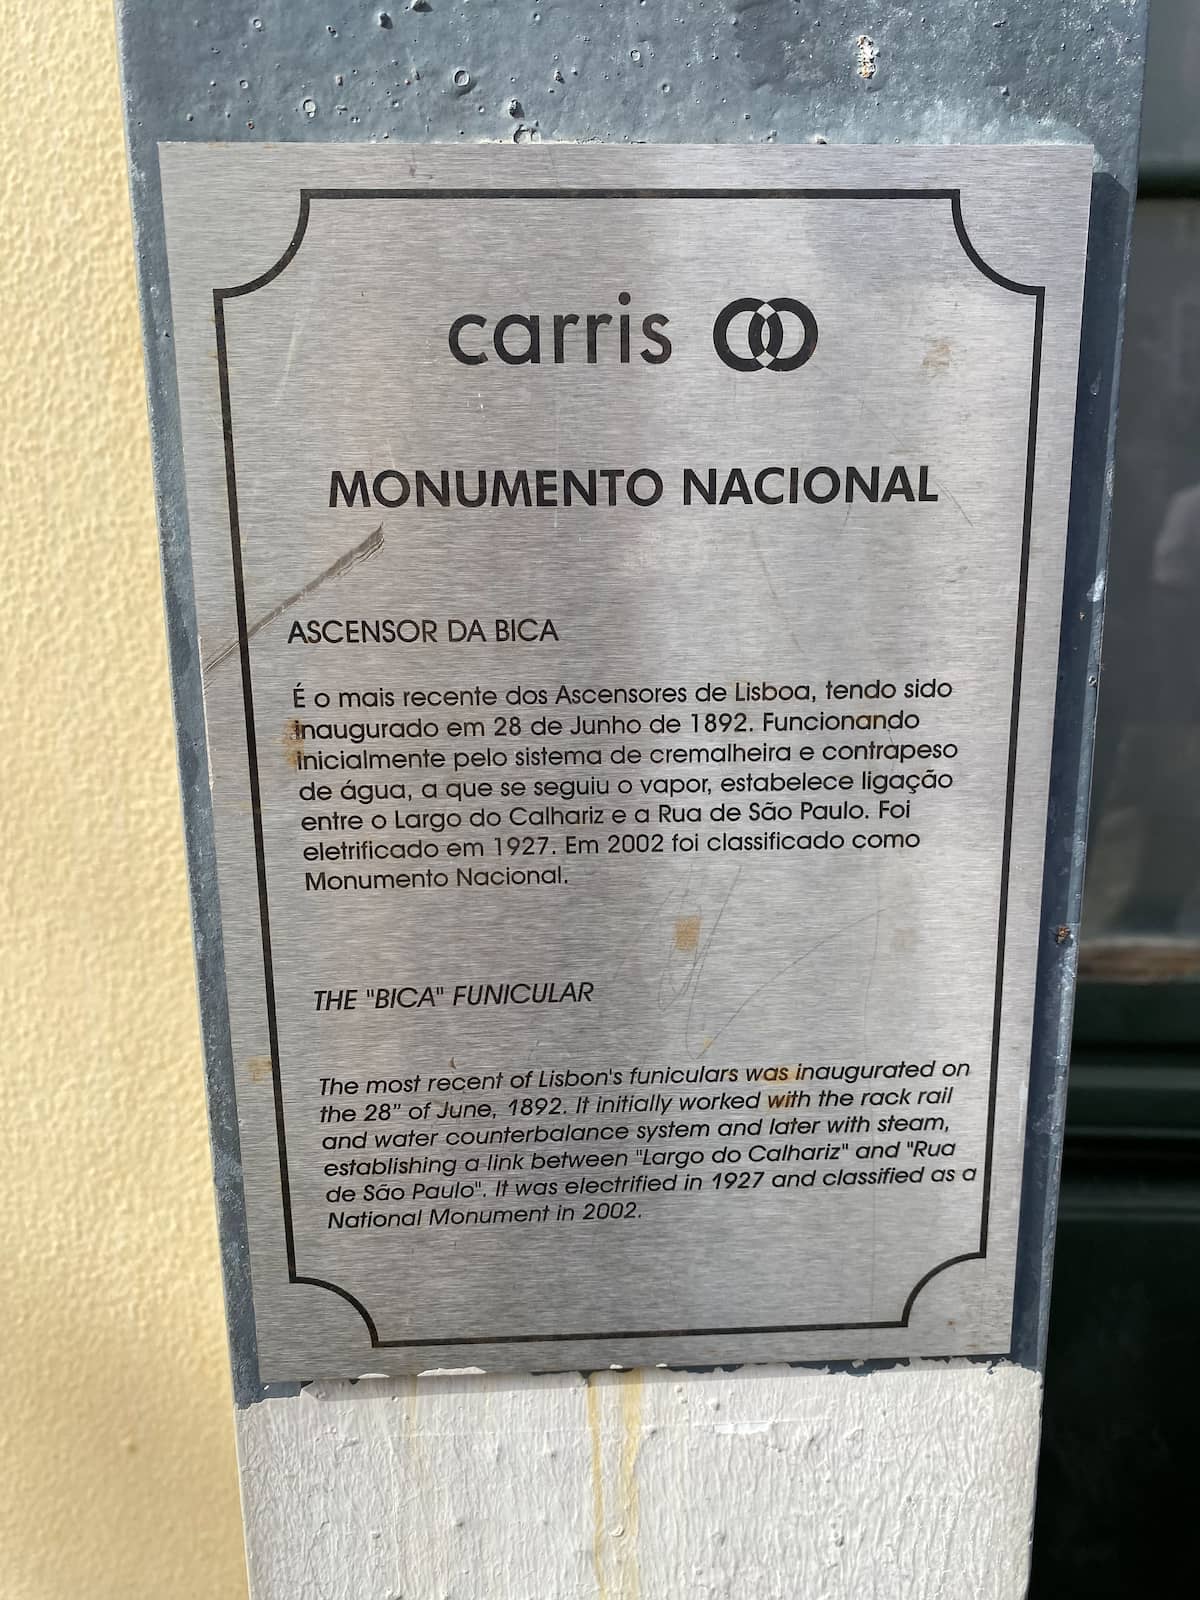 carris
MONUMENTO NACIONAL
ASCENSOR DA BICA
É o mais recente dos Ascensores de Lisboa, tendo sido
inaugurado em 28 de Junho de 1892. Funcionando
inicialmente pelo sistema de cremalheira e contrapeso
de água, a que se seguiu o vapor, estabelece ligação
entre o Largo do Calhariz e a Rua de São Paulo. Foi
eletrificado em 1927. Em 2002 foi classificado como
Monumento Nacional.
THE "BICA" FUNICULAR
The most recent of Lisbon's funiculars was inaugurated on
the 28" of June, 1892. It initially worked with the rack rail
and water counterbalance system and later with steam,
establishing a link between "Largo do Calhariz" and "Rua
de São Paulo". It was electrified in 1927 and classified as a
National Monument in 2002.